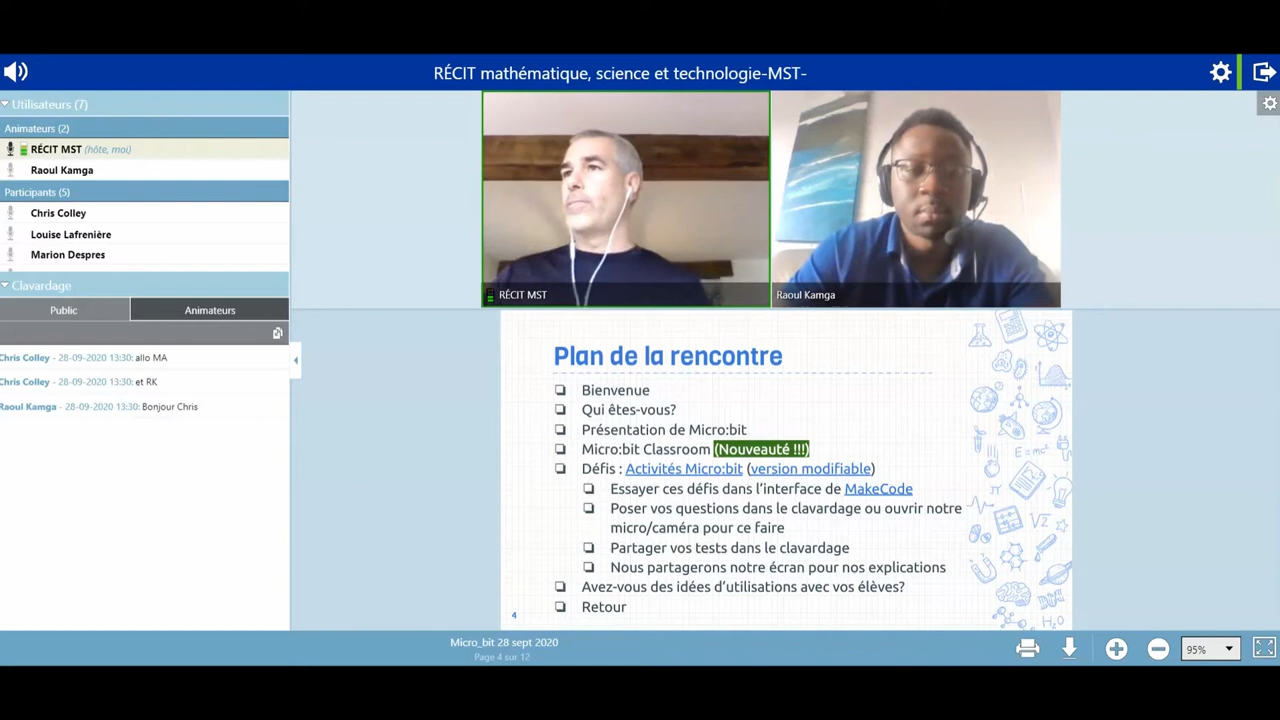 RÉCIT mathématique, science et technologie-MST-
Utilisateurs (7)
Animateurs (2)
RÉCIT MST (hôte, moi)
Raoul Kamga
Participants (5)
Chris Colley
Louise Lafrenière
Marion Despres
Clavardage
Public
Animateurs
Chris Colley - 28-09-2020 13:30: allo MA
Chris Colley - 28-09-2020 13:30: et RK
Raoul Kamga - 28-09-2020 13:30: Bonjour Chris
RÉCIT MST
Raoul Kamga
Plan de la rencontre
Bienvenue
Qui êtes-vous?
Présentation de Micro:bit
Micro:bit Classroom (Nouveauté !!!)
Défis : Activités Micro:bit (version modifiable)
Essayer ces défis dans l'interface de MakeCode
Poser vos questions dans le clavardage ou ouvrir notre
micro/caméra pour ce faire
Partager vos tests dans le clavardage
Nous partagerons notre écran pour nos explications
Avez-vous des idées d'utilisations avec vos élèves?
Retour
4
E=mc²
π
√2
H₂O
Micro_bit 28 sept 2020
Page 4 sur 12
95%